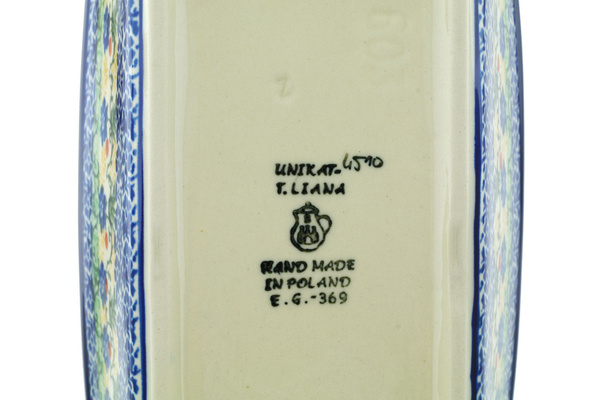 UNIKAT-4510
T.LIANA
HAND MADE
IN POLAND
E.G.-369